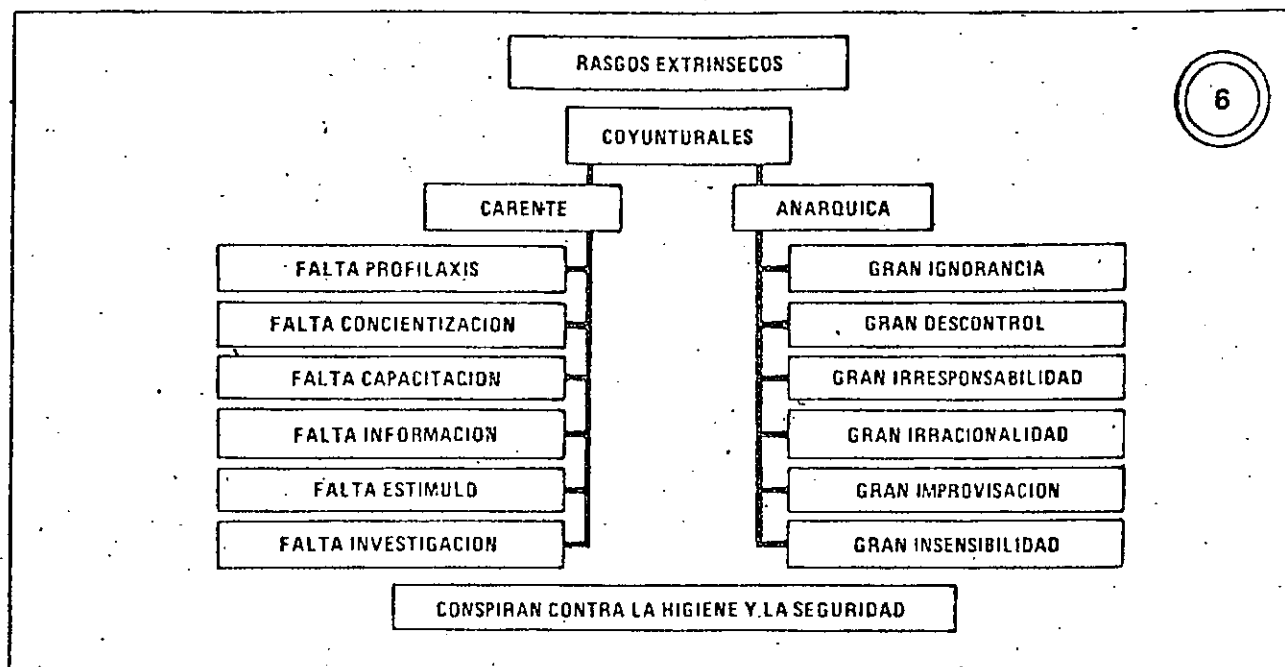 RASGOS EXTRINSECOS
6
COYUNTURALES
CARENTE
ANARQUICA
FALTA PROFILAXIS
GRAN IGNORANCIA
FALTA CONCIENTIZACION
GRAN DESCONTROL
FALTA CAPACITACION
GRAN IRRESPONSABILIDAD
FALTA INFORMACION
GRAN IRRACIONALIDAD
FALTA ESTIMULO
GRAN IMPROVISACION
FALTA INVESTIGACION
GRAN INSENSIBILIDAD
CONSPIRAN CONTRA LA HIGIENE Y LA SEGURIDAD